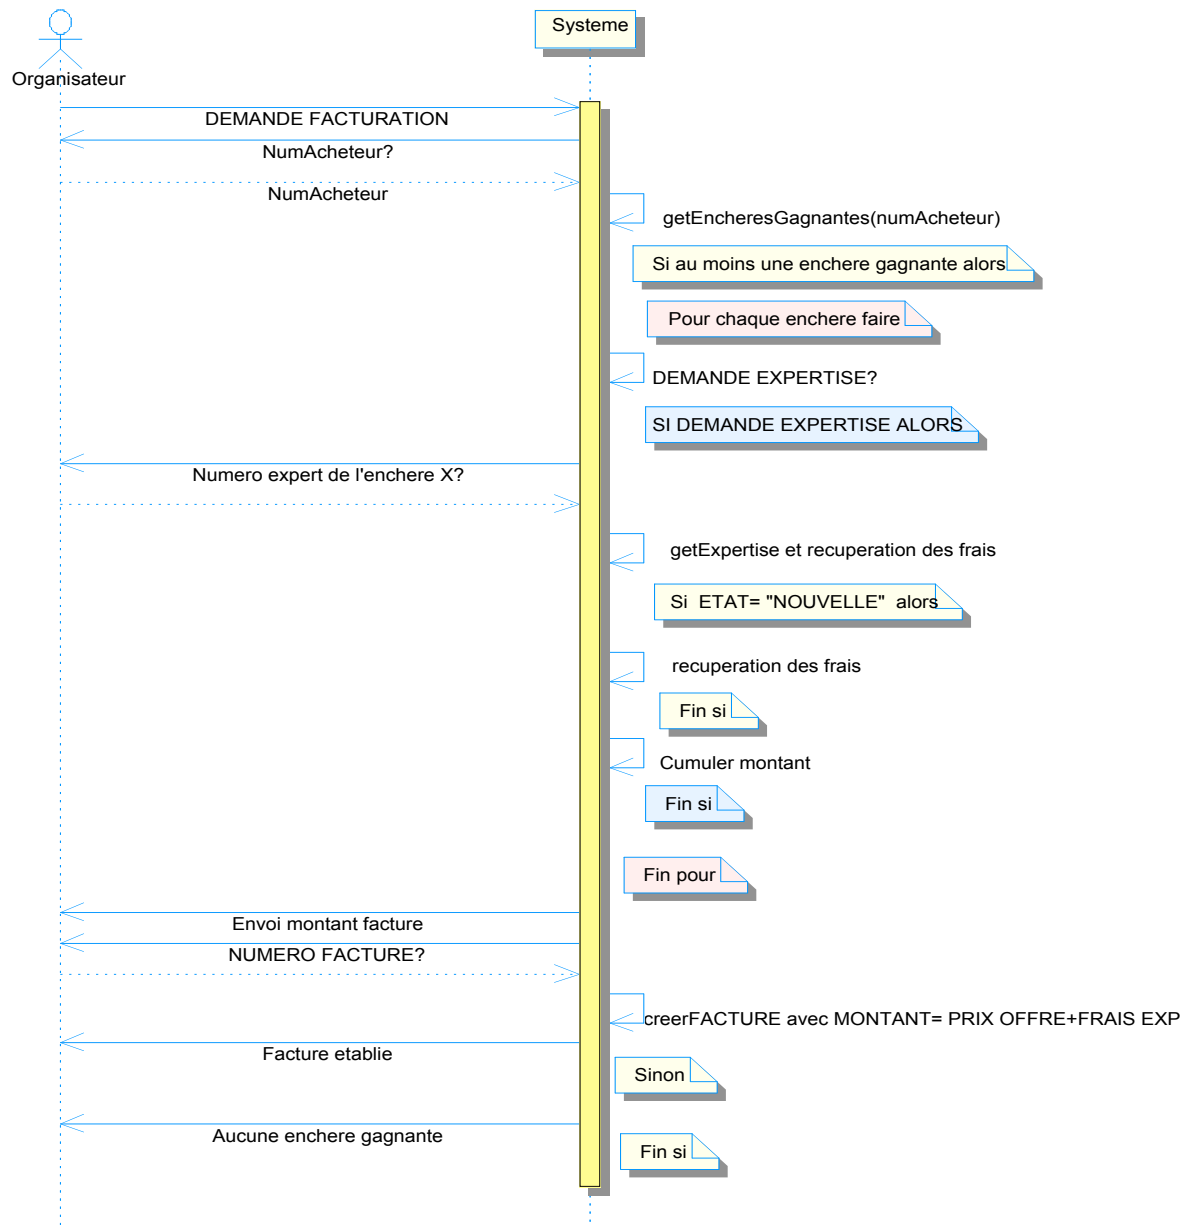 Systeme
Organisateur
DEMANDE FACTURATION
NumAcheteur?
NumAcheteur
getEncheresGagnantes(numAcheteur)
Si au moins une enchere gagnante alors
Pour chaque enchere faire
DEMANDE EXPERTISE?
SI DEMANDE EXPERTISE ALORS
Numero expert de l'enchere X?
getExpertise et recuperation des frais
Si ETAT= "NOUVELLE" alors
recuperation des frais
Fin si
Cumuler montant
Fin si
Fin pour
Envoi montant facture
NUMERO FACTURE?
creerFACTURE avec MONTANT= PRIX OFFRE+FRAIS EXP
Facture etablie
Sinon
Aucune enchere gagnante
Fin si